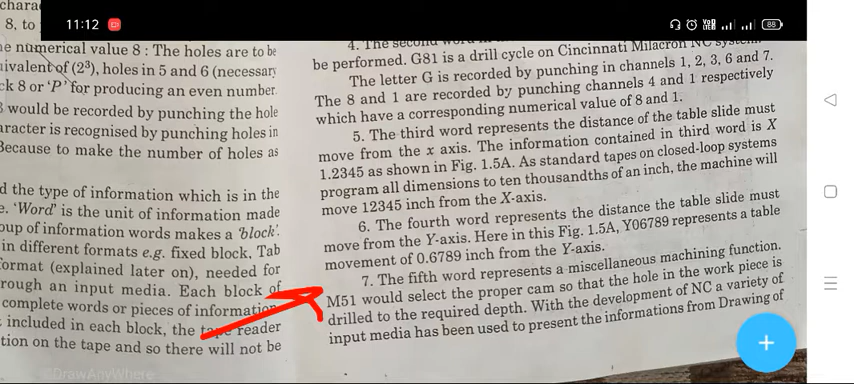 11:12
88
chara
8, to
e numerical value 8 : The holes are to be
uivalent of (2³), holes in 5 and 6 (necessary
ck 8 or 'P' for producing an even number.
3 would be recorded by punching the hole
aracter is recognised by punching holes in
Because to make the number of holes as
d the type of information which is in the
e. 'Word' is the unit of information made
oup of information words makes a 'block'.
in different formats e.g. fixed block, Tab
format (explained later on), needed for
rough an input media. Each block of
complete words or pieces of information
included in each block, the tape reader
tion on the tape and so there will not be
4. The second word
be performed. G81 is a drill cycle on Cincinnati Milacron NC system.
The letter G is recorded by punching in channels 1, 2, 3, 6 and 7.
The 8 and 1 are recorded by punching channels 4 and 1 respectively
which have a corresponding numerical value of 8 and 1.
5. The third word represents the distance of the table slide must
move from the x axis. The information contained in third word is X
1.2345 as shown in Fig. 1.5A. As standard tapes on closed-loop systems
program all dimensions to ten thousandths of an inch, the machine will
move 12345 inch from the X-axis.
6. The fourth word represents the distance the table slide must
move from the Y-axis. Here in this Fig. 1.5A, Y06789 represents a table
movement of 0.6789 inch from the Y-axis.
7. The fifth word represents a miscellaneous machining function.
M51 would select the proper cam so that the hole in the work piece is
drilled to the required depth. With the development of NC a variety of
input media has been used to present the informations from Drawing of
@DrawAnyWhere